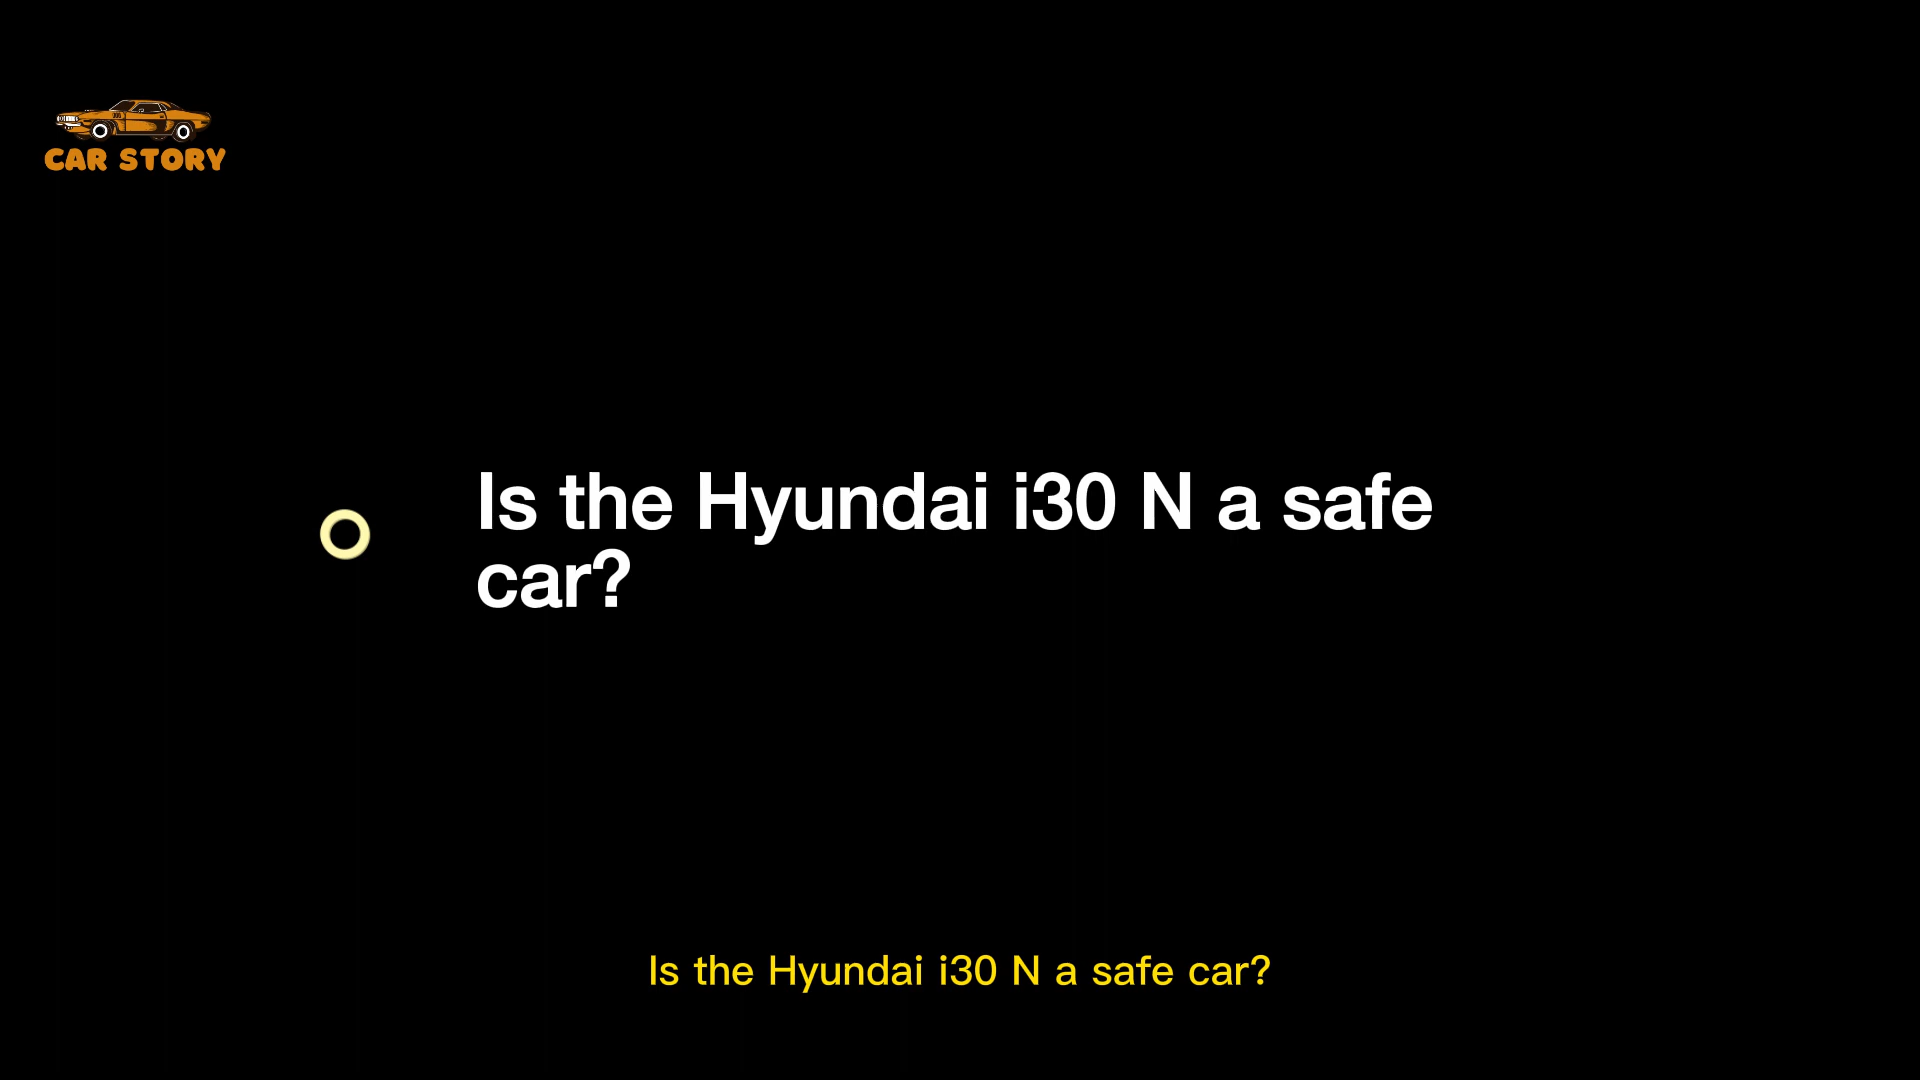 CAR STORY
Is the Hyundai i30 N a safe
car?
Is the Hyundai i30 N a safe car?